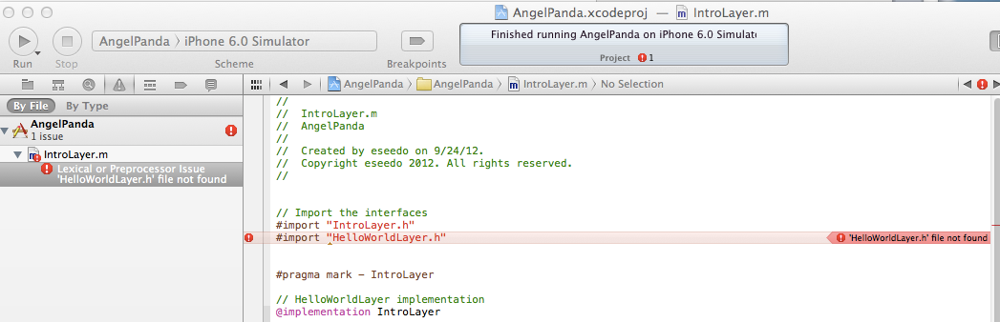 AngelPanda.xcodeproj — IntroLayer.m
Run
Stop
AngelPanda 〉 iPhone 6.0 Simulator
Scheme
Breakpoints
Finished running AngelPanda on iPhone 6.0 Simulat
Project 1
AngelPanda 〉 AngelPanda 〉 IntroLayer.m 〉 No Selection
By File By Type
AngelPanda
1 issue
IntroLayer.m
Lexical or Preprocessor Issue
'HelloWorldLayer.h' file not found
//
//  IntroLayer.m
//  AngelPanda
//
//  Created by eseedo on 9/24/12.
//  Copyright eseedo 2012. All rights reserved.
//
// Import the interfaces
#import "IntroLayer.h"
#import "HelloWorldLayer.h"
'HelloWorldLayer.h' file not found
#pragma mark - IntroLayer
// HelloWorldLayer implementation
@implementation IntroLayer